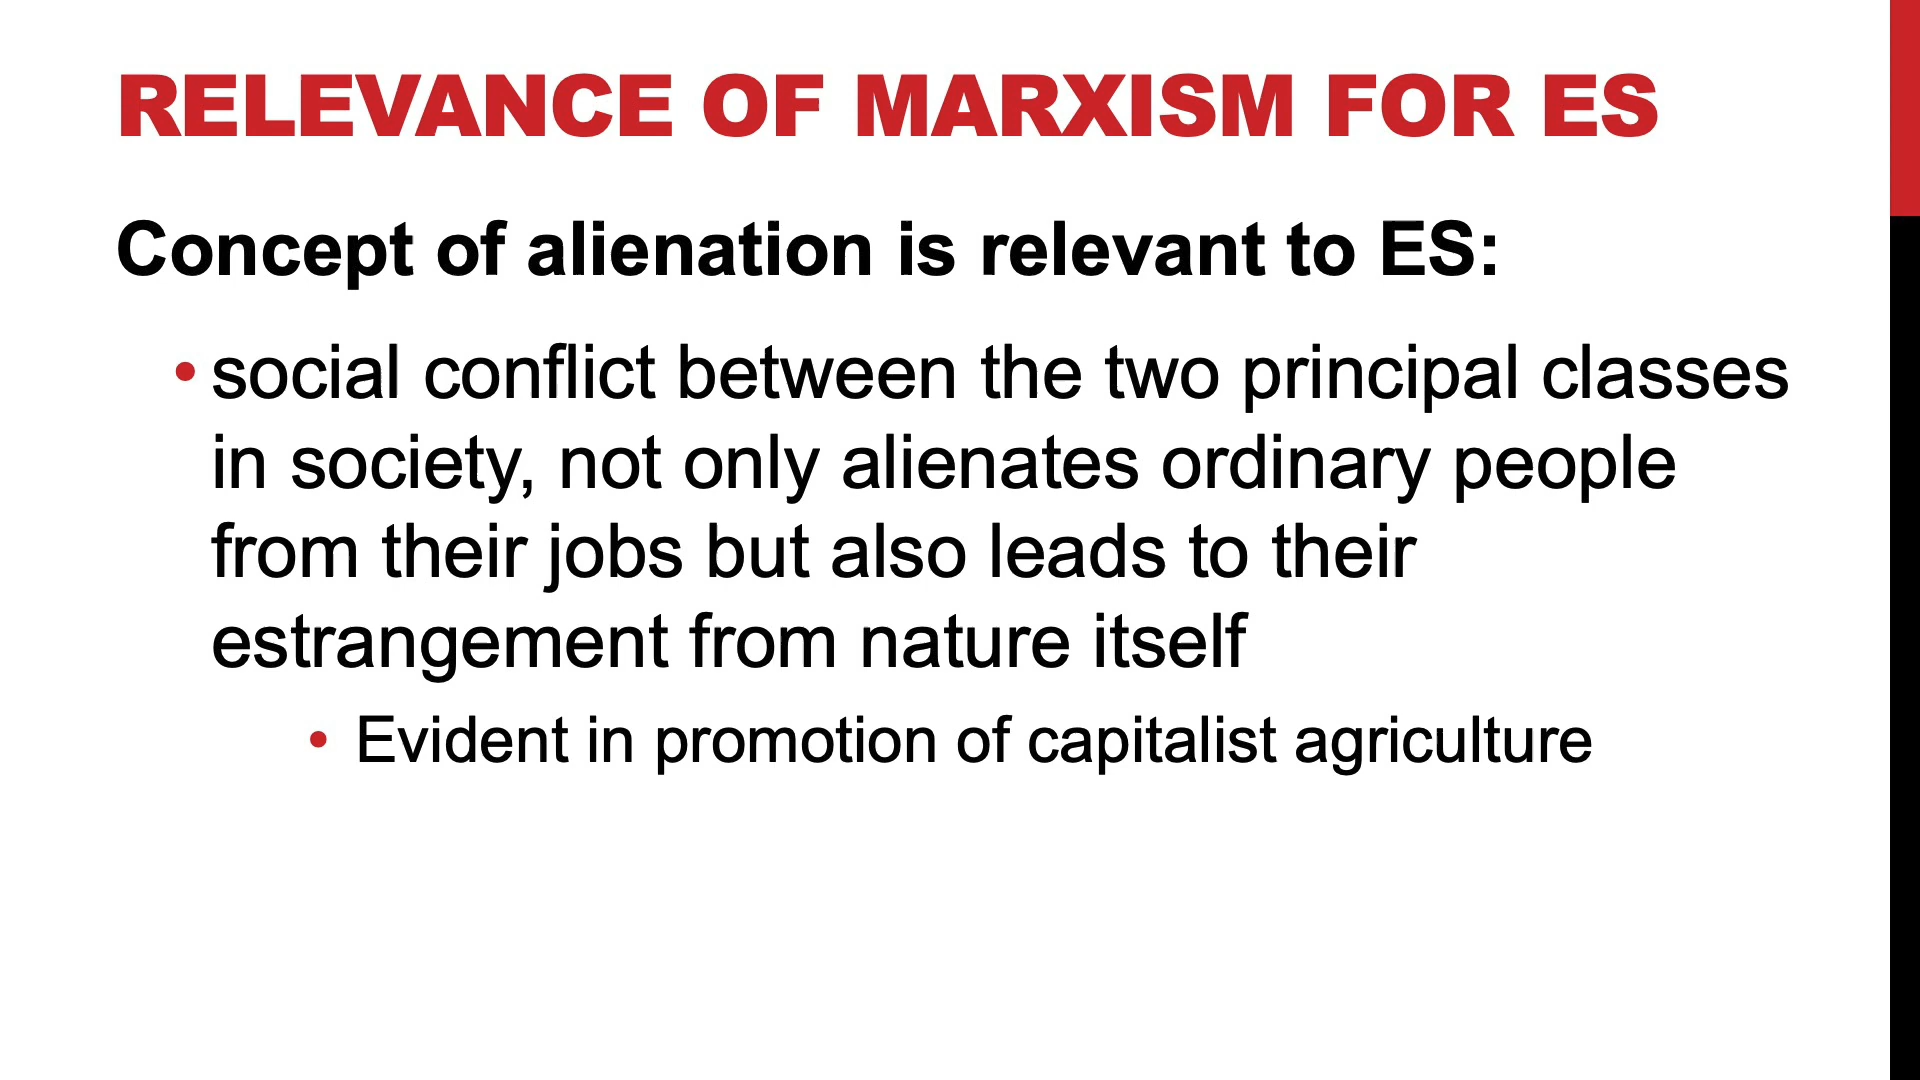 RELEVANCE OF MARXISM FOR ES
Concept of alienation is relevant to ES:
• social conflict between the two principal classes
in society, not only alienates ordinary people
from their jobs but also leads to their
estrangement from nature itself
• Evident in promotion of capitalist agriculture